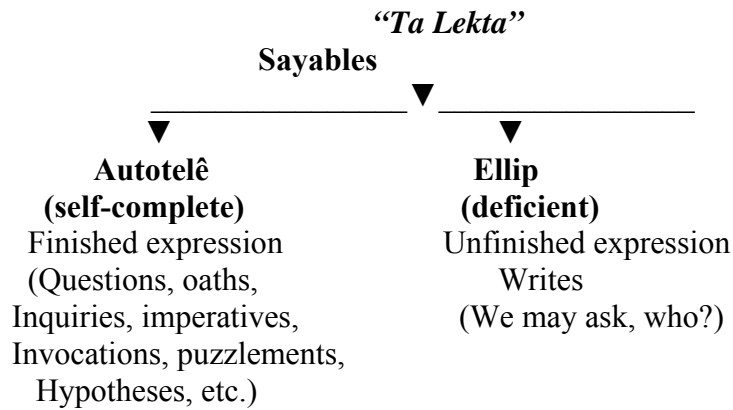 “Ta Lekta”
Sayables
Autotelê
(self-complete)
Finished expression
(Questions, oaths,
Inquiries, imperatives,
Invocations, puzzlements,
Hypotheses, etc.)
Ellip
(deficient)
Unfinished expression
Writes
(We may ask, who?)